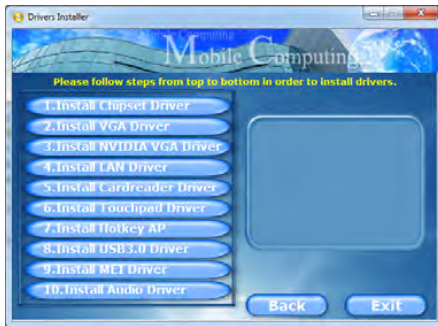 Drivers Installer
Mobile Computing
Mobile Computing
Please follow steps from top to bottom in order to install drivers.
1.Install Chipset Driver
2.Install VGA Driver
3.Install NVIDIA VGA Driver
4.Install LAN Driver
5.Install Cardreader Driver
6.Install Touchpad Driver
7.Install Hotkey AP
8.Install USB3.0 Driver
9.Install MEI Driver
10.Install Audio Driver
Back
Exit